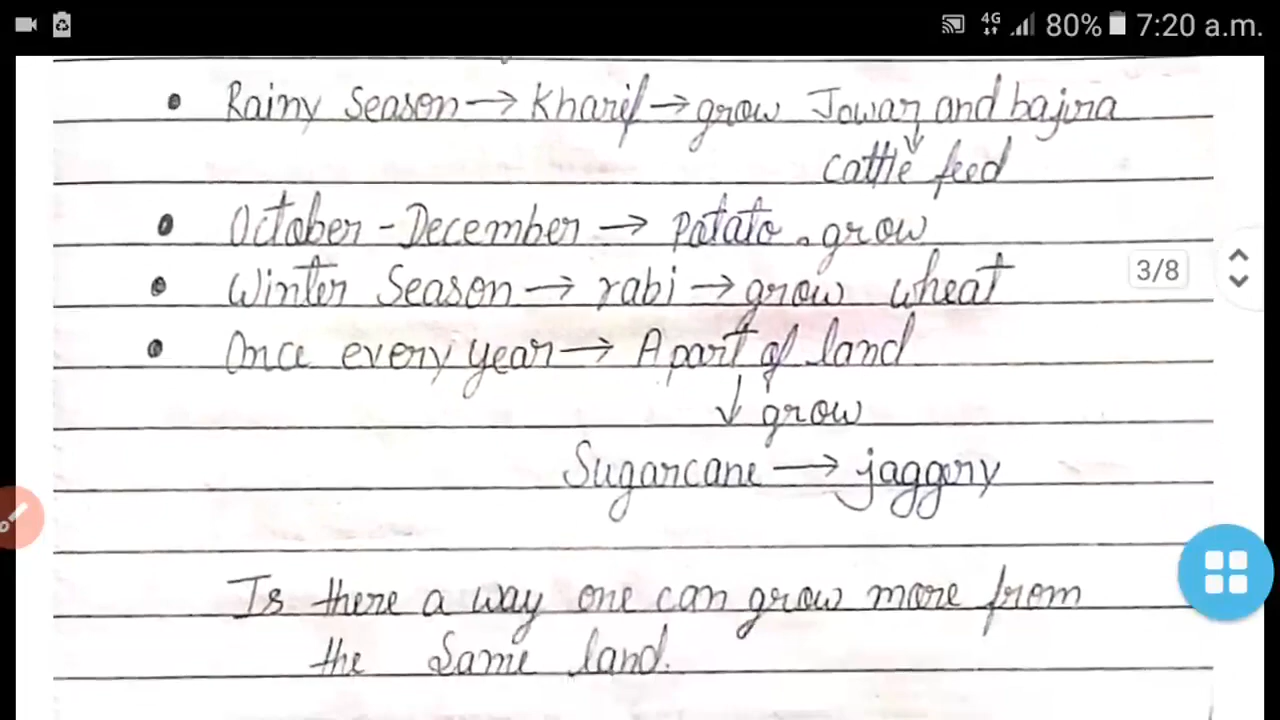 4G 80% 7:20 a.m.
• Rainy Season → Kharif → grow Jowar and bajira
↓
cattle feed
• October - December → Potato . grow
3/8
• Winter Season → rabi → grow wheat
• Once every year → A part of land
↓ grow
Sugarcane → jaggery
Is there a way one can grow more from
the Same land.